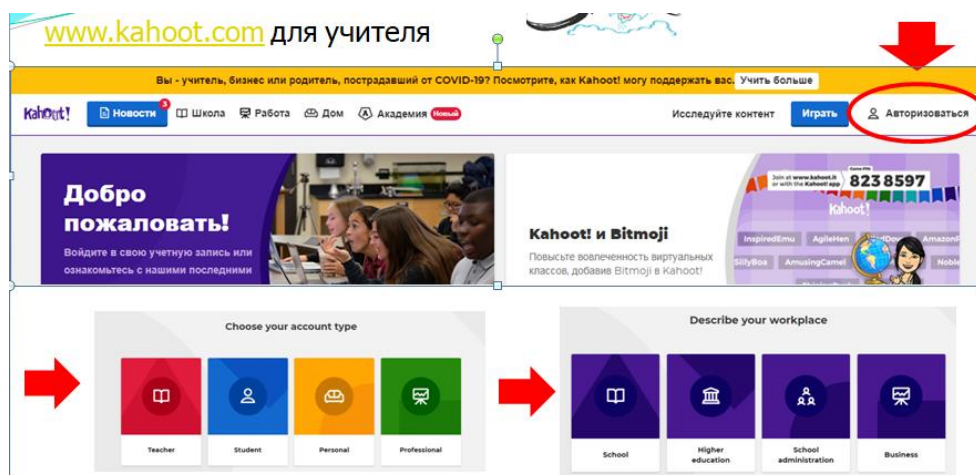 www.kahoot.com для учителя
Вы - учитель, бизнес или родитель, пострадавший от COVID-19? Посмотрите, как Kahoot! могу поддержать вас. Учить больше
Kahoot! Новости 3 Школа Работа Дом Академия Новый Исследуйте контент Играть Авторизоваться
Добро
пожаловать!
Войдите в свою учетную запись или
ознакомьтесь с нашими последними
Kahoot! и Bitmoji
Повысьте вовлеченность виртуальных
классов, добавив Bitmoji в Kahoot!
Join at www.kahoot.it
or with the Kahoot! app
Game PIN:
823 8597
Kahoot!
InspiredEmu AgileHen
SillyBoa AmusingCamel Noble
Choose your account type
Teacher Student Personal Professional
Describe your workplace
School Higher education School administration Business